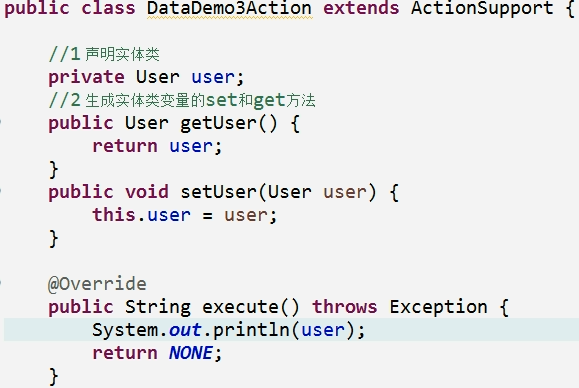 public class DataDemo3Action extends ActionSupport {
//1 声明实体类
private User user;
//2 生成实体类变量的set和get方法
public User getUser() {
return user;
}
public void setUser(User user) {
this.user = user;
}
@Override
public String execute() throws Exception {
System.out.println(user);
return NONE;
}